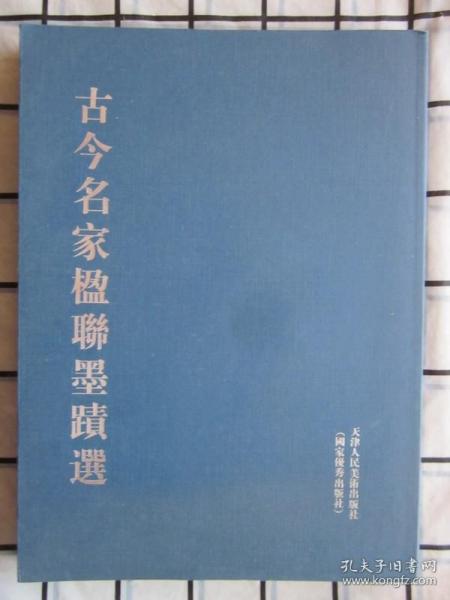 古今名家楹聯墨蹟選
天津人民美術出版社
（國家優秀出版社）
孔夫子旧书网
www.kongfz.com